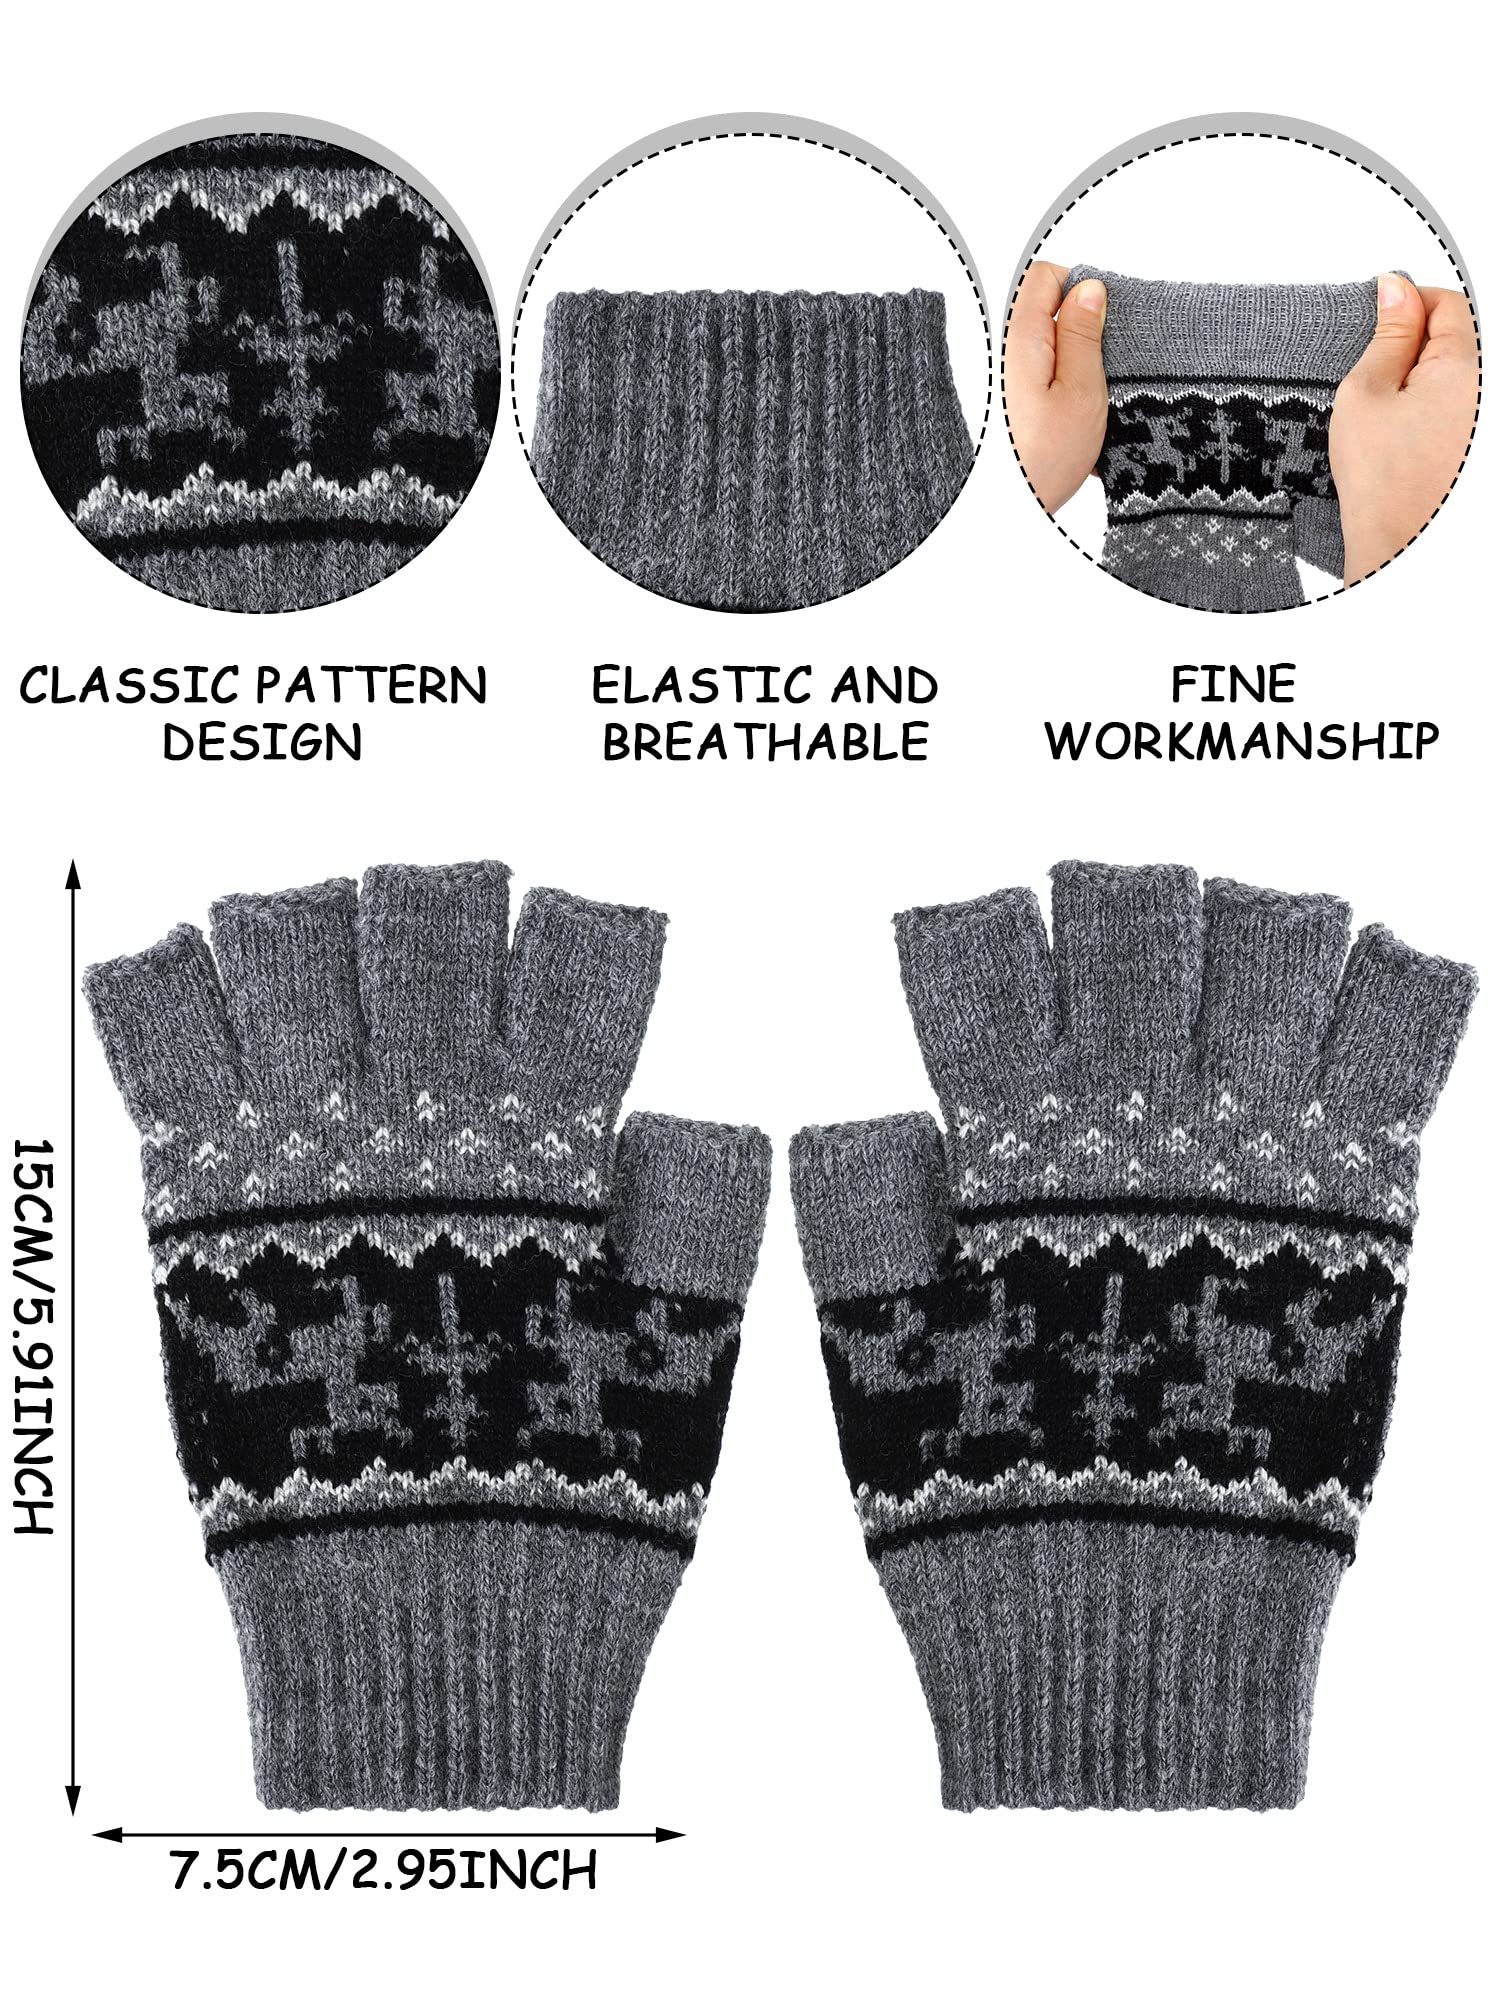 CLASSIC PATTERN
DESIGN
ELASTIC AND
BREATHABLE
FINE
WORKMANSHIP
15CM/5.91INCH
7.5CM/2.95INCH